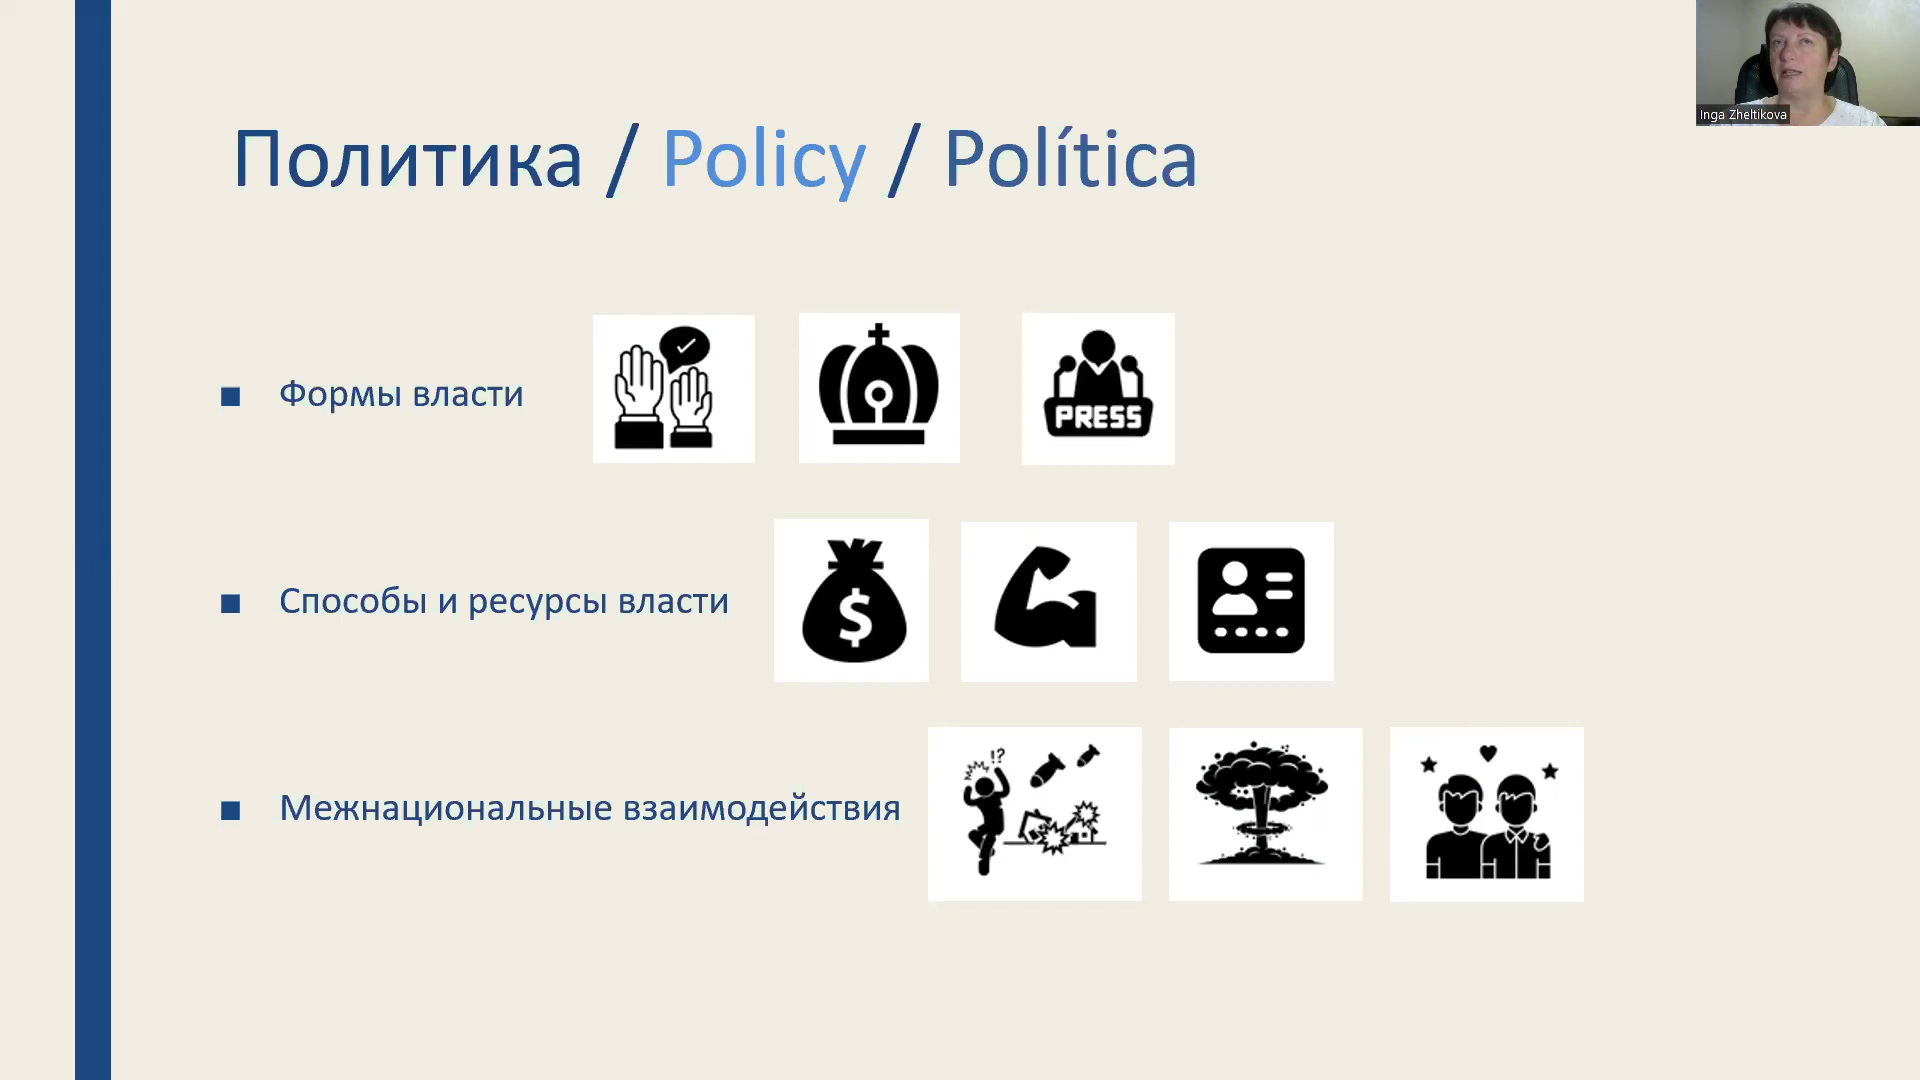 Inga Zheltikova
Политика / Policy / Política
■ Формы власти
PRESS
■ Способы и ресурсы власти
$
■ Межнациональные взаимодействия
!?